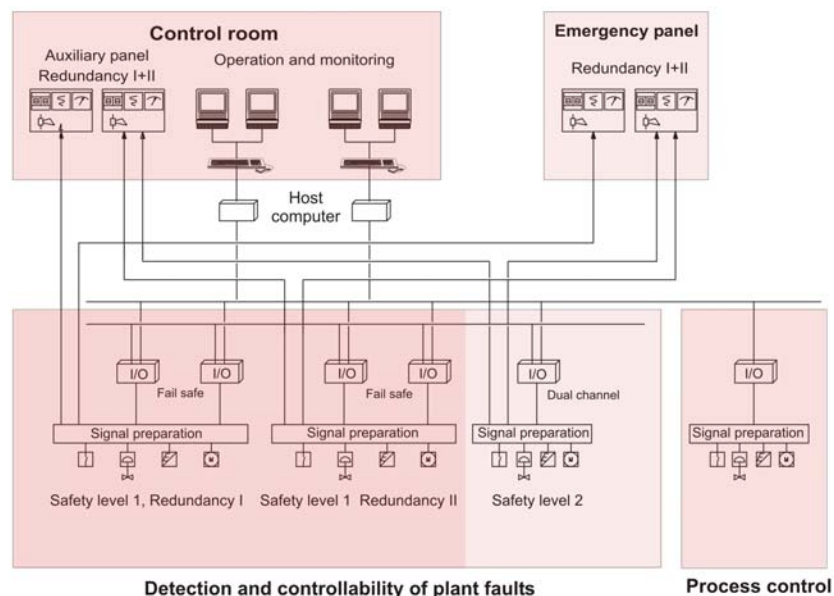 Control room
Auxiliary panel
Redundancy I+II
Operation and monitoring
Emergency panel
Redundancy I+II
Host
computer
I/O
I/O
I/O
I/O
I/O
I/O
Fail safe
Fail safe
Dual channel
Signal preparation
Signal preparation
Signal preparation
Signal preparation
Safety level 1, Redundancy I
Safety level 1 Redundancy II
Safety level 2
Detection and controllability of plant faults
Process control